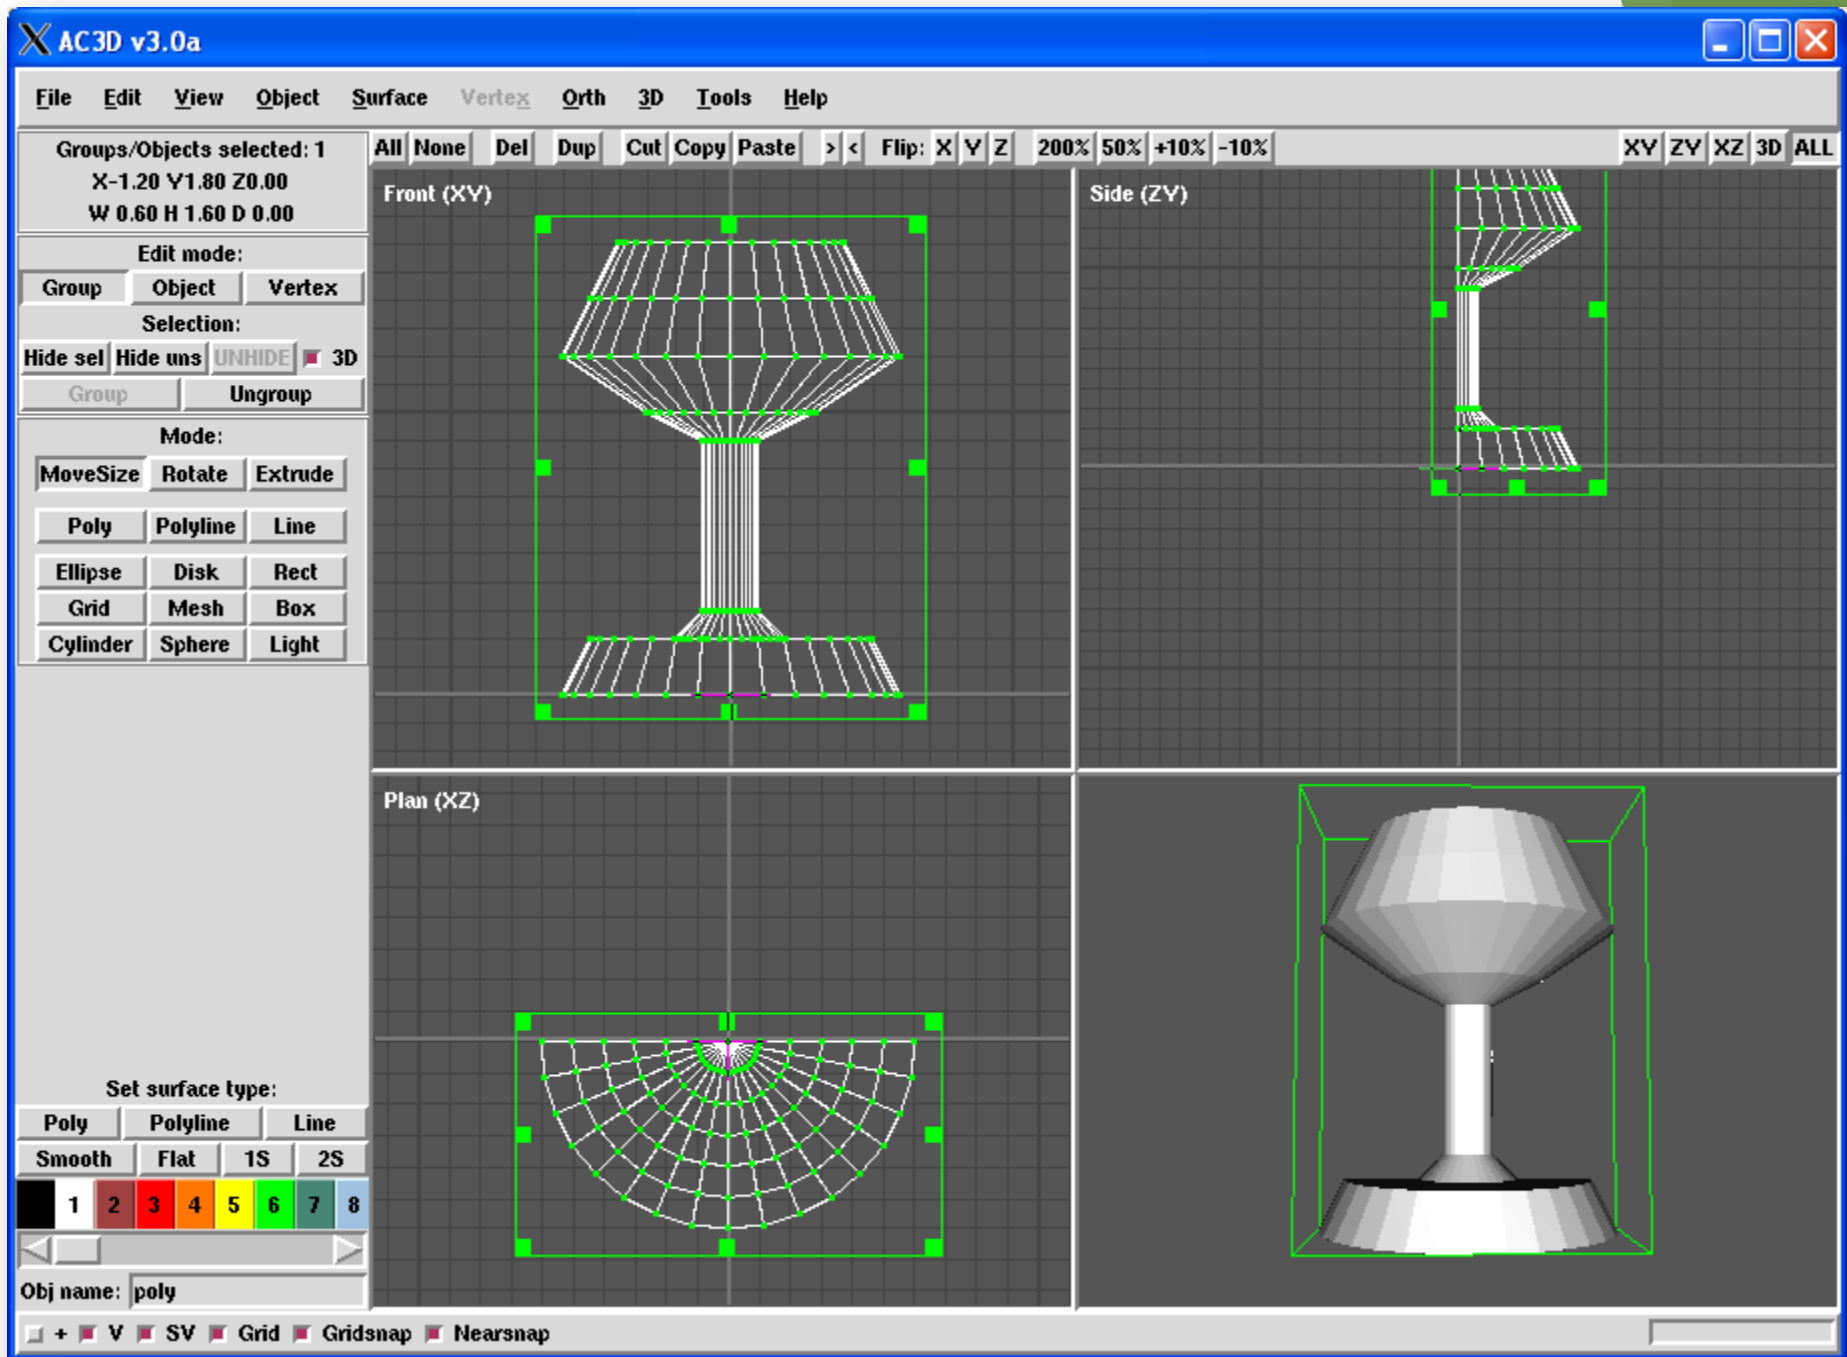 AC3D v3.0a
File Edit View Object Surface Vertex Orth 3D Tools Help
Groups/Objects selected: 1
X-1.20 Y1.80 Z0.00
W 0.60 H 1.60 D 0.00
All None Del Dup Cut Copy Paste > < Flip: X Y Z 200% 50% +10% -10% XY ZY XZ 3D ALL
Edit mode:
Group Object Vertex
Selection:
Hide sel Hide uns UNHIDE 3D
Group Ungroup
Mode:
MoveSize Rotate Extrude
Poly Polyline Line
Ellipse Disk Rect
Grid Mesh Box
Cylinder Sphere Light
Front (XY)
Side (ZY)
Plan (XZ)
Set surface type:
Poly Polyline Line
Smooth Flat 1S 2S
1 2 3 4 5 6 7 8
Obj name: poly
+ V SV Grid Gridsnap Nearsnap